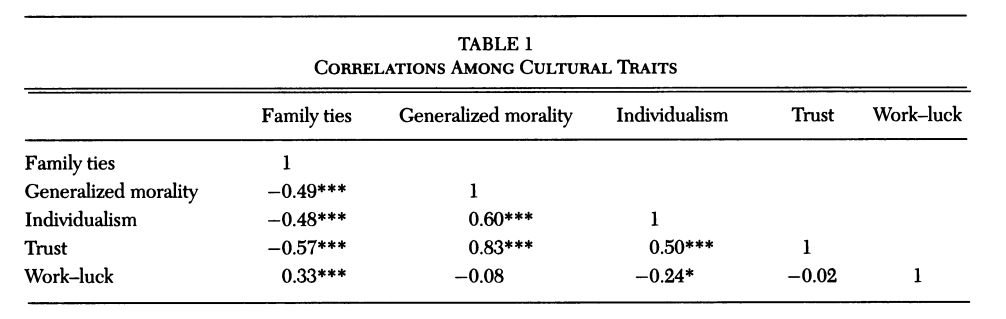 TABLE 1
CORRELATIONS AMONG CULTURAL TRAITS
Family ties Generalized morality Individualism Trust Work–luck
Family ties 1
Generalized morality −0.49*** 1
Individualism −0.48*** 0.60*** 1
Trust −0.57*** 0.83*** 0.50*** 1
Work–luck 0.33*** −0.08 −0.24* −0.02 1